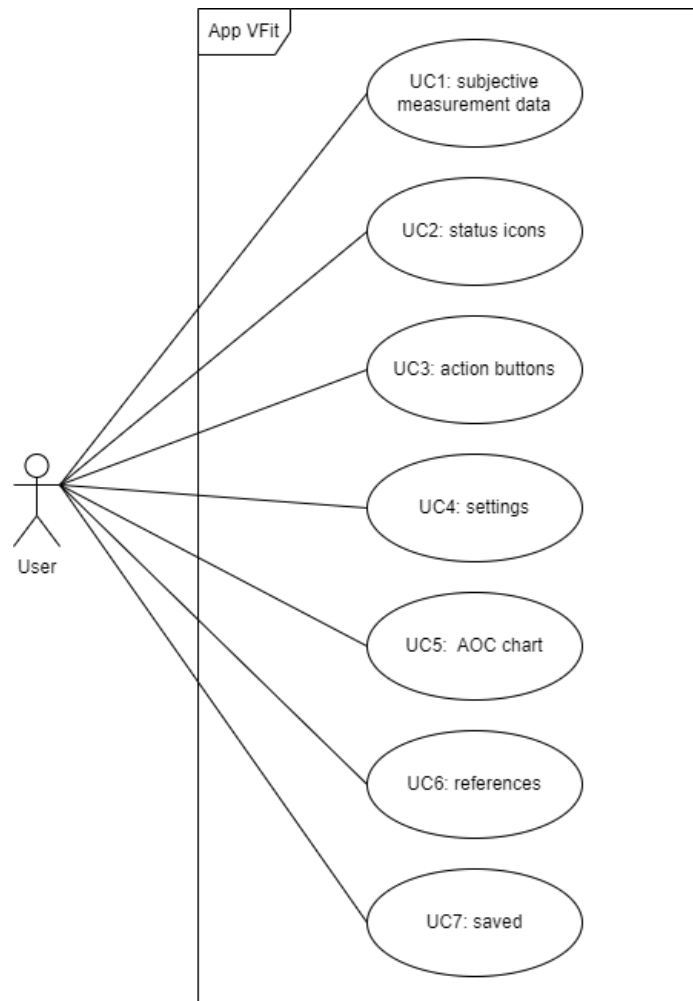 App VFit
UC1: subjective
measurement data
UC2: status icons
UC3: action buttons
UC4: settings
User
UC5: AOC chart
UC6: references
UC7: saved